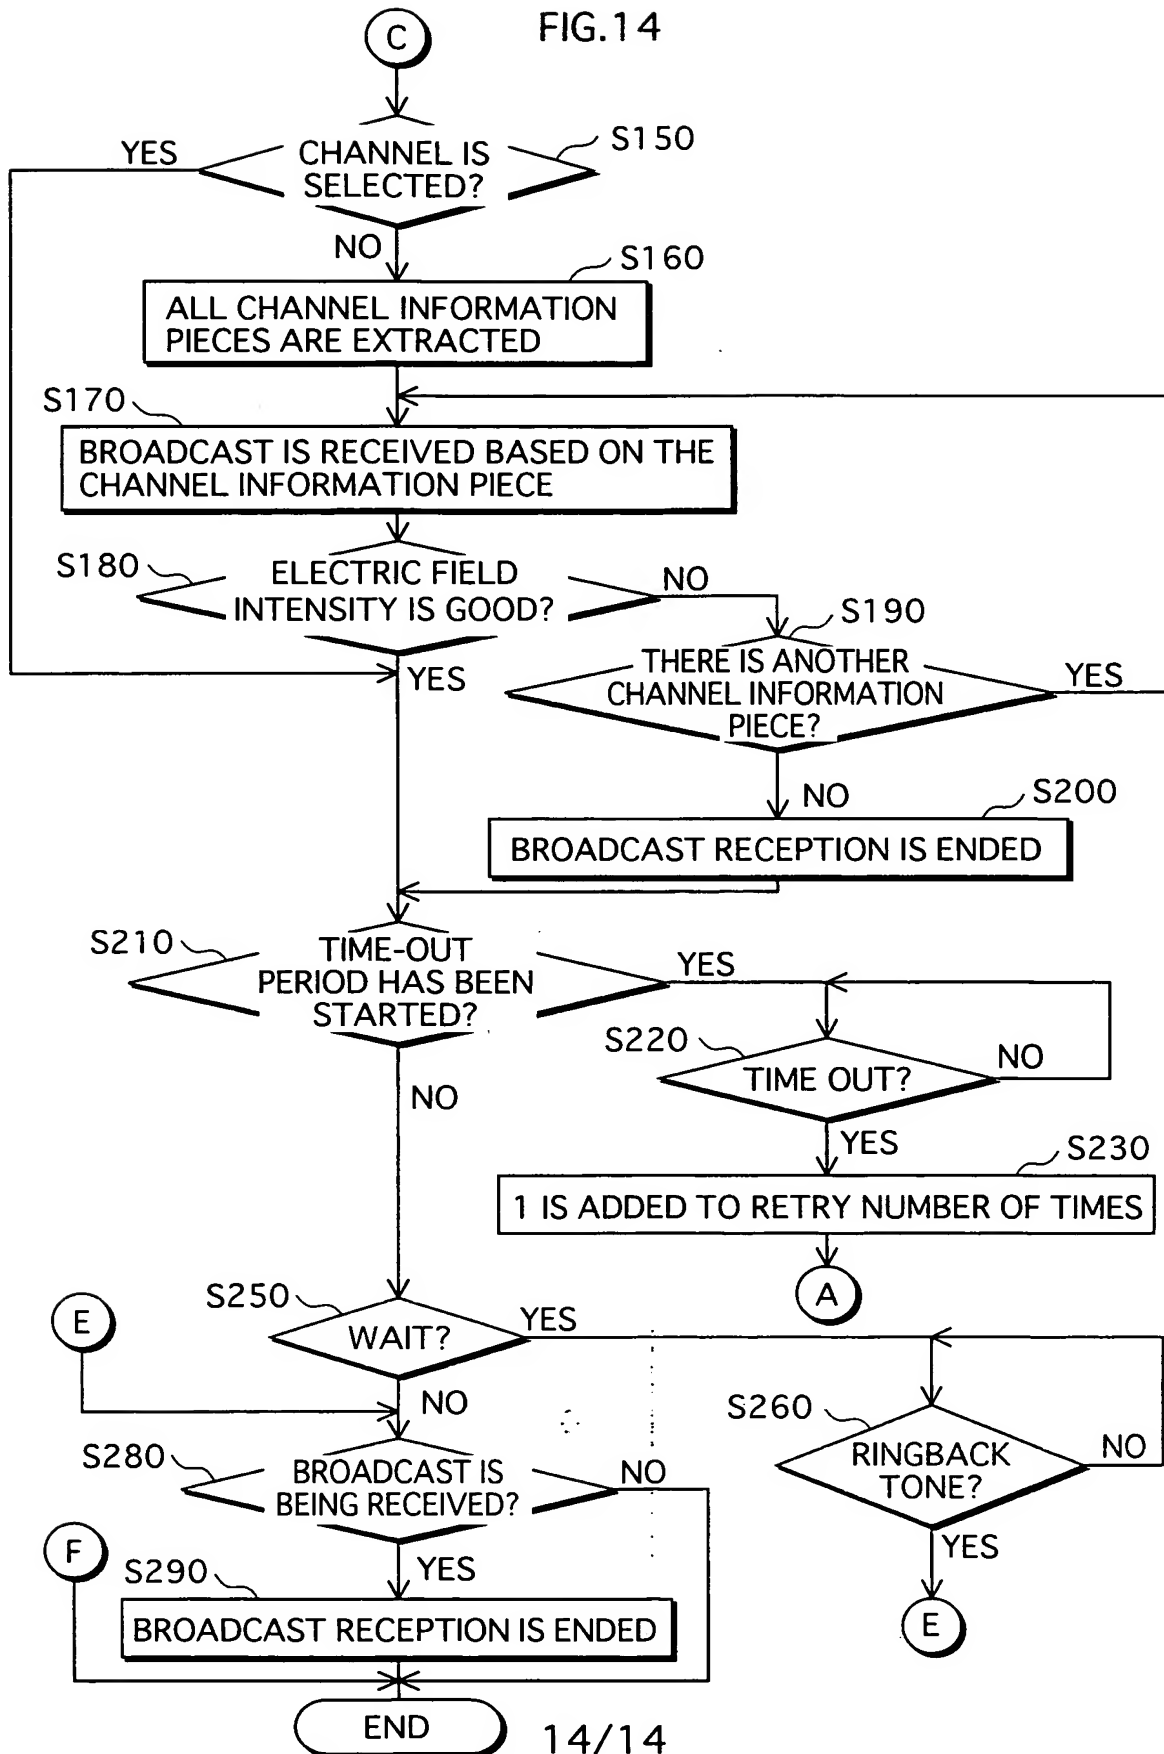 FIG.14
C
S150
YES
CHANNEL IS
SELECTED?
NO
S160
ALL CHANNEL INFORMATION
PIECES ARE EXTRACTED
S170
BROADCAST IS RECEIVED BASED ON THE
CHANNEL INFORMATION PIECE
S180
ELECTRIC FIELD
INTENSITY IS GOOD?
NO
YES
S190
THERE IS ANOTHER
CHANNEL INFORMATION
PIECE?
YES
NO
S200
BROADCAST RECEPTION IS ENDED
S210
TIME-OUT
PERIOD HAS BEEN
STARTED?
YES
NO
S220
TIME OUT?
NO
YES
S230
1 IS ADDED TO RETRY NUMBER OF TIMES
A
S250
WAIT?
YES
NO
E
S260
RINGBACK
TONE?
NO
YES
E
S280
BROADCAST IS
BEING RECEIVED?
NO
YES
F
S290
BROADCAST RECEPTION IS ENDED
END
14/14